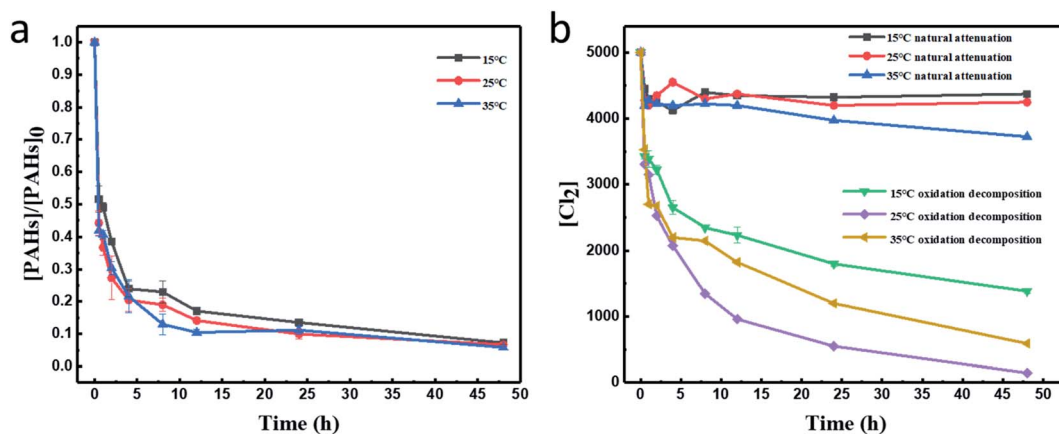 a
1.0
0.9
0.8
0.7
0.6
0.5
0.4
0.3
0.2
0.1
0.0
[PAHs]/[PAHs]0
15°C
25°C
35°C
0 5 10 15 20 25 30 35 40 45 50
Time (h)
b
5000
4000
3000
2000
1000
0
[Cl2]
15°C natural attenuation
25°C natural attenuation
35°C natural attenuation
15°C oxidation decomposition
25°C oxidation decomposition
35°C oxidation decomposition
0 5 10 15 20 25 30 35 40 45 50
Time (h)